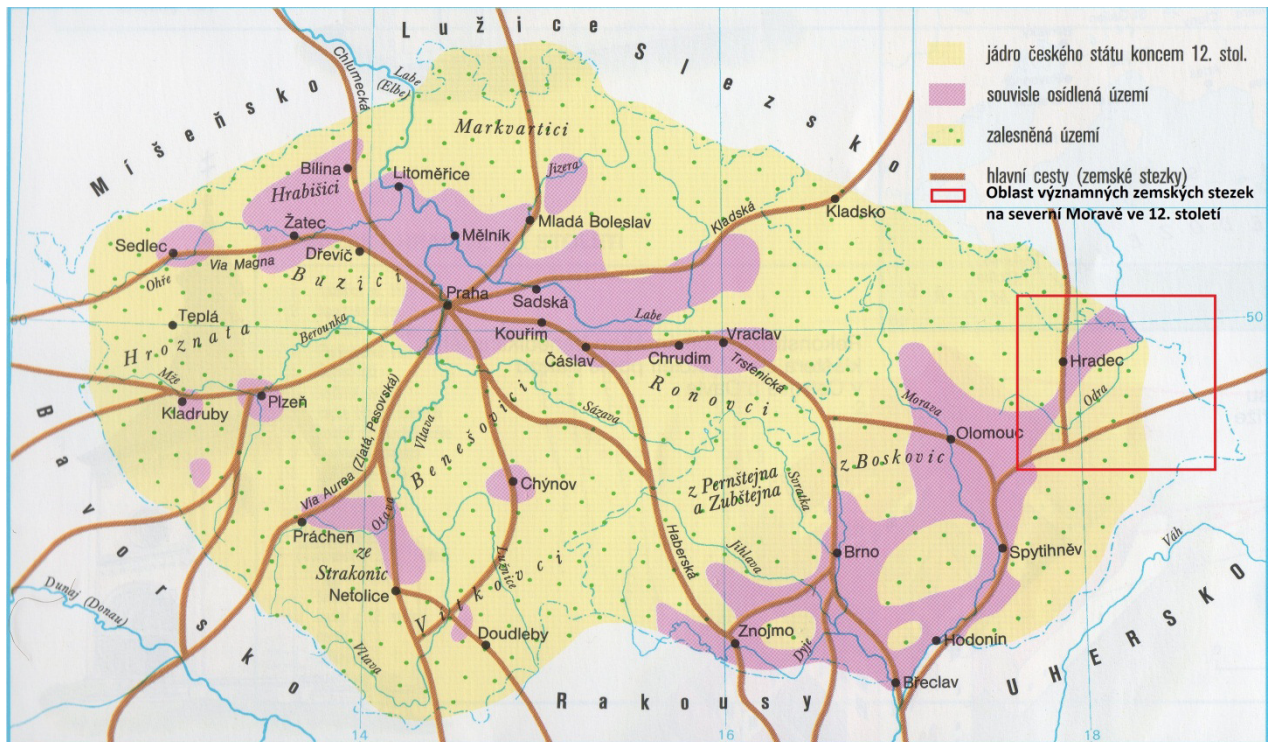 Lužice
Slezsko
Míšeňsko
Bavorsko
Rakousy
UHERSKO
jádro českého státu koncem 12. stol.
souvisle osídlená území
zalesněná území
hlavní cesty (zemské stezky)
Oblast významných zemských stezek
na severní Moravě ve 12. století
Chlumecká
Labe
(Elbe)
Markvartici
Jizera
Bílina
Hrabišici
Litoměřice
Žatec
Mělník
Mladá Boleslav
Kladská
Kladsko
Sedlec
Via Magna
Dřevíč
Ohře
Buzici
Praha
Sadská
Labe
50
Teplá
Hroznata
Berounka
Kouřim
Čáslav
Chrudim
Vraclav
Trstenická
50
Hradec
Odra
Mže
Kladruby
Plzeň
Via Aurea (Zlatá, Pasovská)
Vltava
Benešovici
Sázava
Ronovci
Morava
Olomouc
z Boskovic
z Pernštejna
a Zubštejna
Svratka
Chýnov
Prácheň
Otava
ze
Strakonic
Netolice
Lužnice
Vítkovci
Doudleby
Vltava
Haberská
Jihlava
Brno
Spytihněv
Váh
Dunaj (Donau)
Znojmo
Dyje
Hodonín
Břeclav
14
16
18